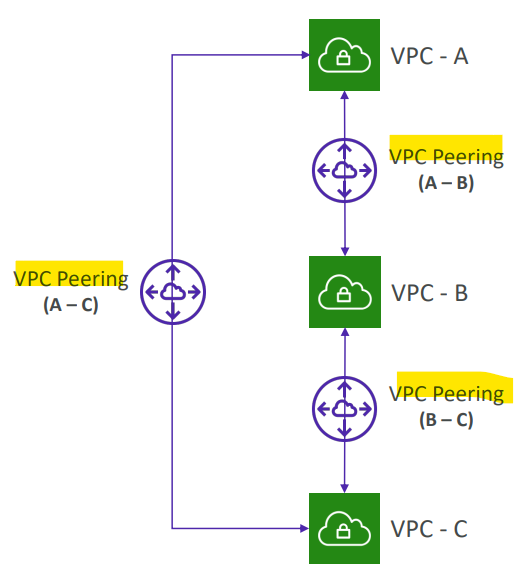 VPC - A
VPC Peering
(A – B)
VPC Peering
(A – C)
VPC - B
VPC Peering
(B – C)
VPC - C